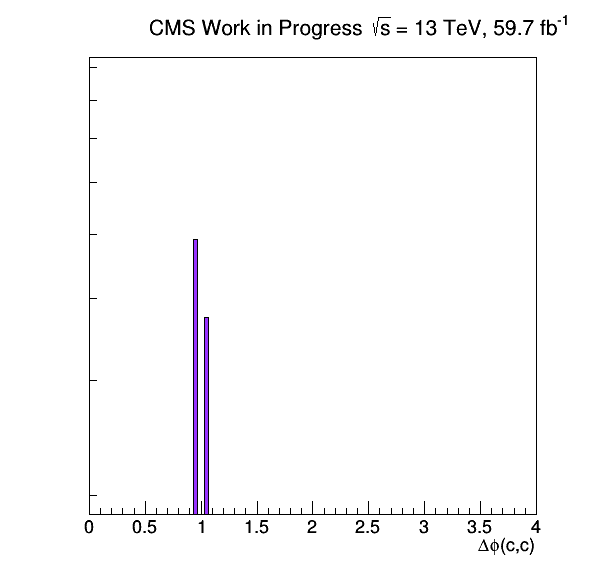 CMS Work in Progress √s = 13 TeV, 59.7 fb⁻¹
0 0.5 1 1.5 2 2.5 3 3.5 4
Δϕ(c,c)